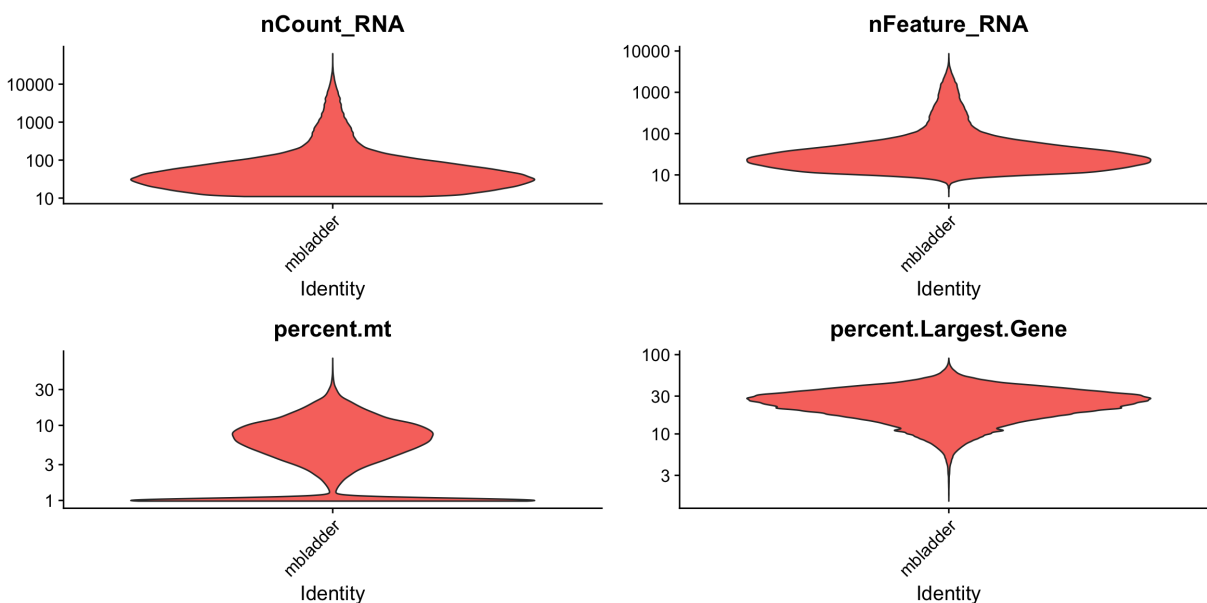 nCount_RNA
10000
1000
100
10
mbladder
Identity
nFeature_RNA
10000
1000
100
10
mbladder
Identity
percent.mt
30
10
3
1
mbladder
Identity
percent.Largest.Gene
100
30
10
3
mbladder
Identity